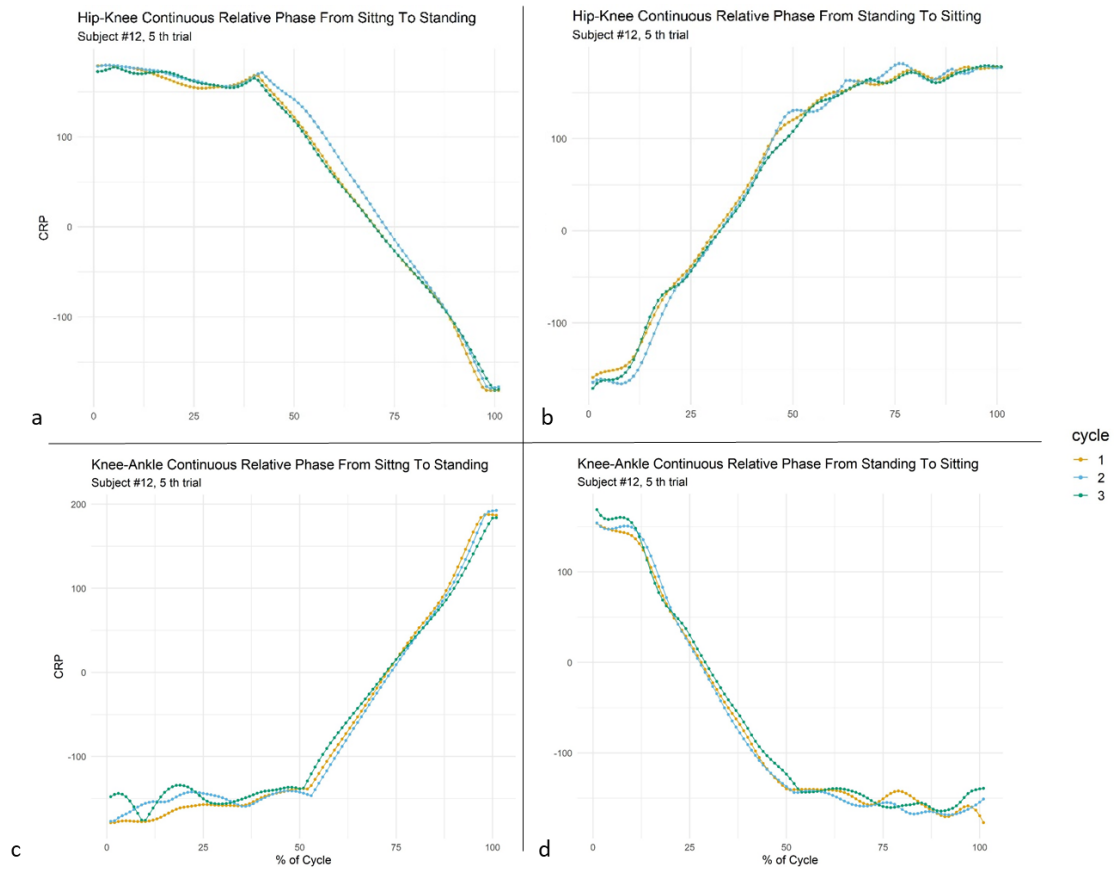 Hip-Knee Continuous Relative Phase From Sittng To Standing
Subject #12, 5 th trial
100
0
-100
CRP
0 25 50 75 100
a
Hip-Knee Continuous Relative Phase From Standing To Sitting
Subject #12, 5 th trial
100
0
-100
0 25 50 75 100
b
Knee-Ankle Continuous Relative Phase From Sittng To Standing
Subject #12, 5 th trial
200
100
0
-100
CRP
0 25 50 75 100
% of Cycle
c
Knee-Ankle Continuous Relative Phase From Standing To Sitting
Subject #12, 5 th trial
100
0
-100
0 25 50 75 100
% of Cycle
d
cycle
1
2
3